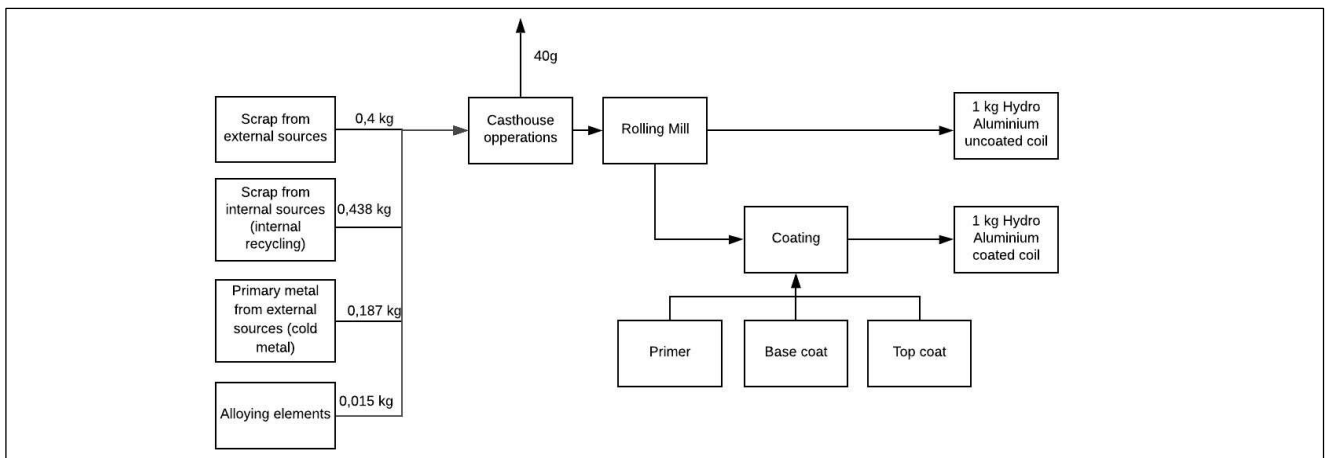 40g
Scrap from
external sources
0,4 kg
Casthouse
opperations
Rolling Mill
1 kg Hydro
Aluminium
uncoated coil
Scrap from
internal sources
(internal
recycling)
0,438 kg
Coating
1 kg Hydro
Aluminium
coated coil
Primary metal
from external
sources (cold
metal)
0,187 kg
Primer
Base coat
Top coat
Alloying elements
0,015 kg